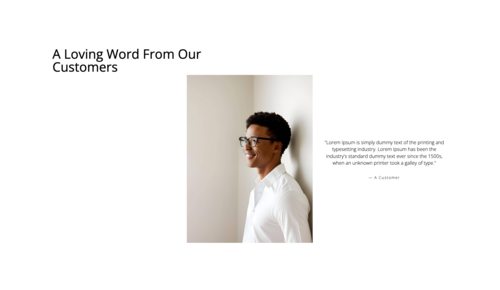 A Loving Word From Our
Customers
"Lorem Ipsum is simply dummy text of the printing and
typesetting industry. Lorem Ipsum has been the
industry's standard dummy text ever since the 1500s,
when an unknown printer took a galley of type "
— A Customer